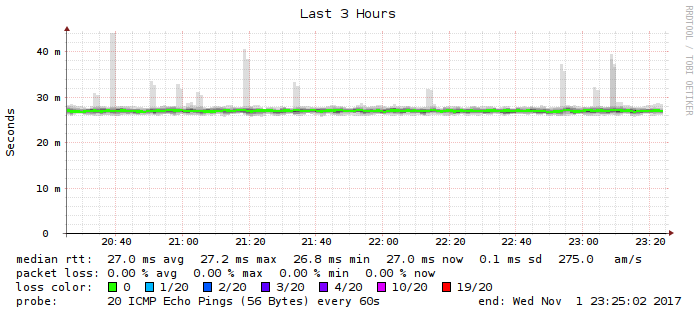 Last 3 Hours
RRDTOOL / TOBI OETIKER
Seconds
40 m
30 m
20 m
10 m
0
20:40 21:00 21:20 21:40 22:00 22:20 22:40 23:00 23:20
median rtt: 27.0 ms avg 27.2 ms max 26.8 ms min 27.0 ms now 0.1 ms sd 275.0 am/s
packet loss: 0.00 % avg 0.00 % max 0.00 % min 0.00 % now
loss color: 0 1/20 2/20 3/20 4/20 10/20 19/20
probe: 20 ICMP Echo Pings (56 Bytes) every 60s end: Wed Nov 1 23:25:02 2017